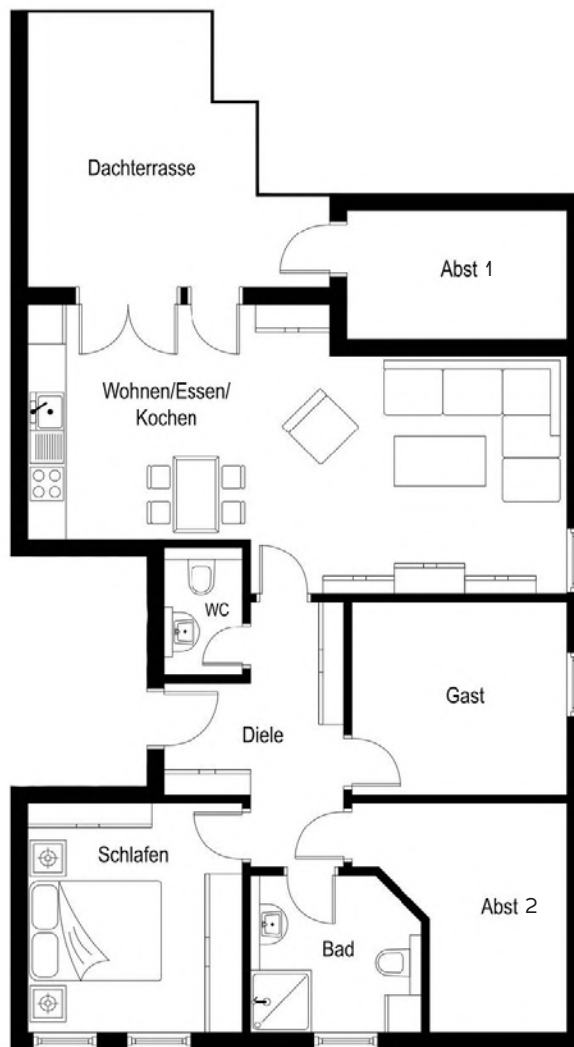 Dachterrasse
Abst 1
Wohnen/Essen/
Kochen
WC
Gast
Diele
Schlafen
Abst 2
Bad